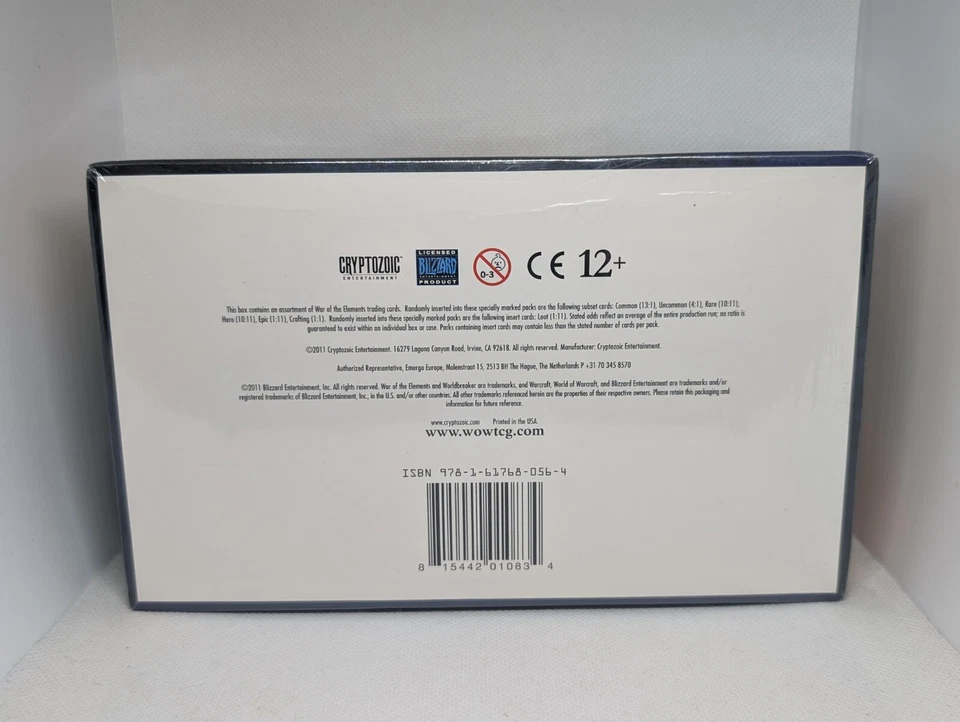 CRYPTOZOIC
ENTERTAINMENT
LICENSED
BLIZZARD
ENTERTAINMENT
PRODUCT
0-3
CE 12+
This box contains an assortment of War of the Elements trading cards. Randomly inserted into these specially marked packs are the following subset cards: Common (13:1), Uncommon (4:1), Rare (10:11),
Hero (10:11), Epic (1:11), Crafting (1:1). Randomly inserted into these specially marked packs are the following insert cards: Loot (1:11). Stated odds reflect an average of the entire production run; no ratio is
guaranteed to exist within an individual box or case. Packs containing insert cards may contain less than the stated number of cards per pack.
©2011 Cryptozoic Entertainment. 16279 Laguna Canyon Road, Irvine, CA 92618. All rights reserved. Manufacturer: Cryptozoic Entertainment.
Authorized Representative, Emergo Europe, Molenstraat 15, 2513 BH The Hague, The Netherlands P +31 70 345 8570
©2011 Blizzard Entertainment, Inc. All rights reserved. War of the Elements and Worldbreaker are trademarks, and Warcraft, World of Warcraft, and Blizzard Entertainment are trademarks and/or
registered trademarks of Blizzard Entertainment, Inc., in the U.S. and/or other countries. All other trademarks referenced herein are the properties of their respective owners. Please retain this packaging and
information for future reference.
www.cryptozoic.com Printed in the USA.
www.wowtcg.com
ISBN 978-1-61768-056-4
8 15442 01083 4